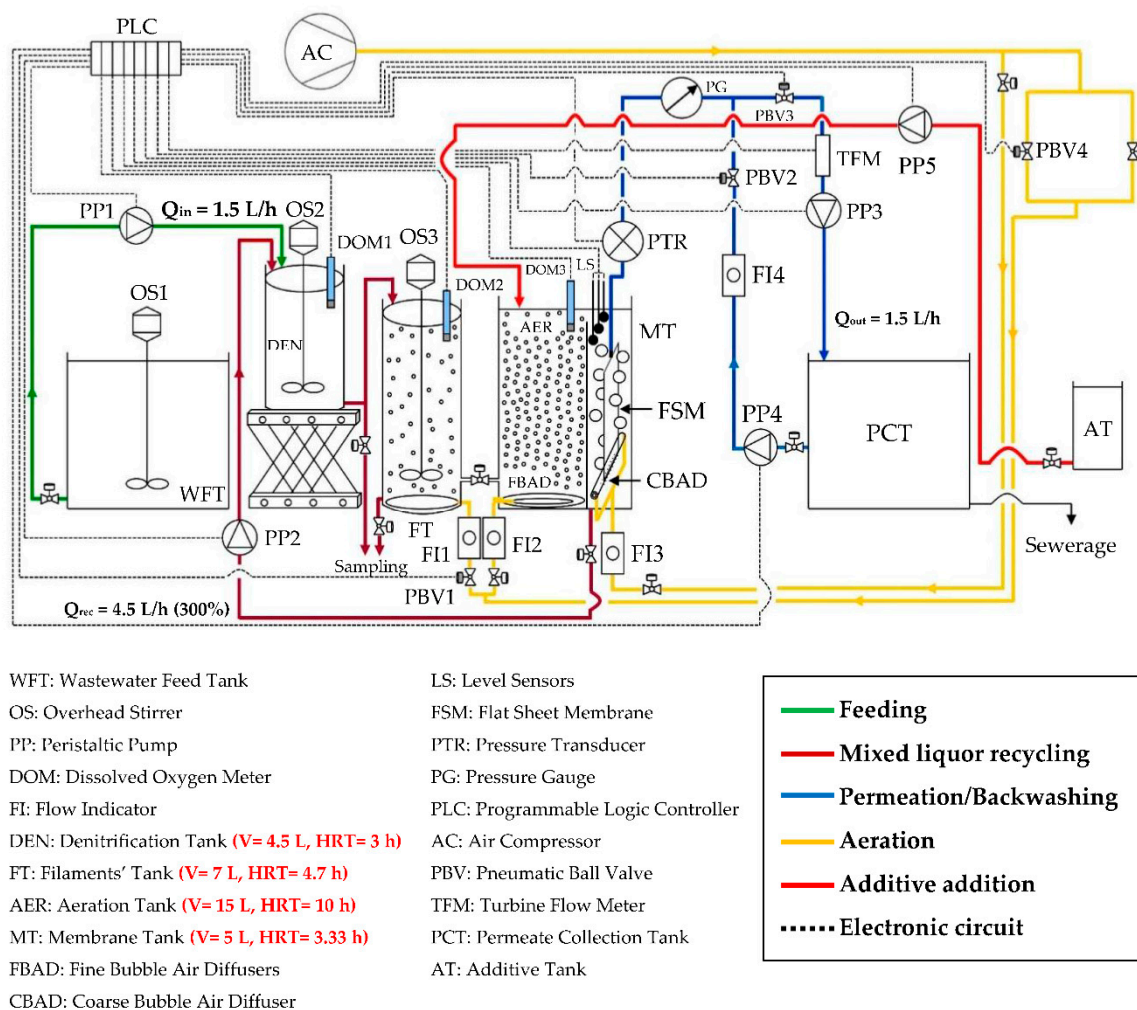 PLC
AC
PG
PBV3
TFM
PP5
PBV4
PBV2
PP1
Qin = 1.5 L/h
OS2
DOM1
OS3
PTR
PP3
OS1
DOM2
DOM3
LS
FI4
DEN
AER
MT
Qout = 1.5 L/h
FSM
PP4
PCT
AT
WFT
FBAD
CBAD
PP2
FT
FI1
FI2
FI3
Sewerage
Sampling
PBV1
Qrec = 4.5 L/h (300%)
WFT: Wastewater Feed Tank
OS: Overhead Stirrer
PP: Peristaltic Pump
DOM: Dissolved Oxygen Meter
FI: Flow Indicator
DEN: Denitrification Tank (V= 4.5 L, HRT= 3 h)
FT: Filaments' Tank (V= 7 L, HRT= 4.7 h)
AER: Aeration Tank (V= 15 L, HRT= 10 h)
MT: Membrane Tank (V= 5 L, HRT= 3.33 h)
FBAD: Fine Bubble Air Diffusers
CBAD: Coarse Bubble Air Diffuser
LS: Level Sensors
FSM: Flat Sheet Membrane
PTR: Pressure Transducer
PG: Pressure Gauge
PLC: Programmable Logic Controller
AC: Air Compressor
PBV: Pneumatic Ball Valve
TFM: Turbine Flow Meter
PCT: Permeate Collection Tank
AT: Additive Tank
Feeding
Mixed liquor recycling
Permeation/Backwashing
Aeration
Additive addition
Electronic circuit